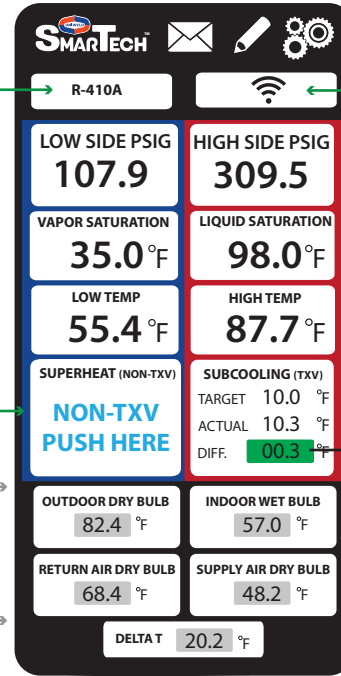 SMARTECH
R-410A
LOW SIDE PSIG
107.9
HIGH SIDE PSIG
309.5
VAPOR SATURATION
35.0 °F
LIQUID SATURATION
98.0 °F
LOW TEMP
55.4 °F
HIGH TEMP
87.7 °F
SUPERHEAT (NON-TXV)
NON-TXV
PUSH HERE
SUBCOOLING (TXV)
TARGET 10.0 °F
ACTUAL 10.3 °F
DIFF. 00.3 °F
OUTDOOR DRY BULB
82.4 °F
INDOOR WET BULB
57.0 °F
RETURN AIR DRY BULB
68.4 °F
SUPPLY AIR DRY BULB
48.2 °F
DELTA T 20.2 °F